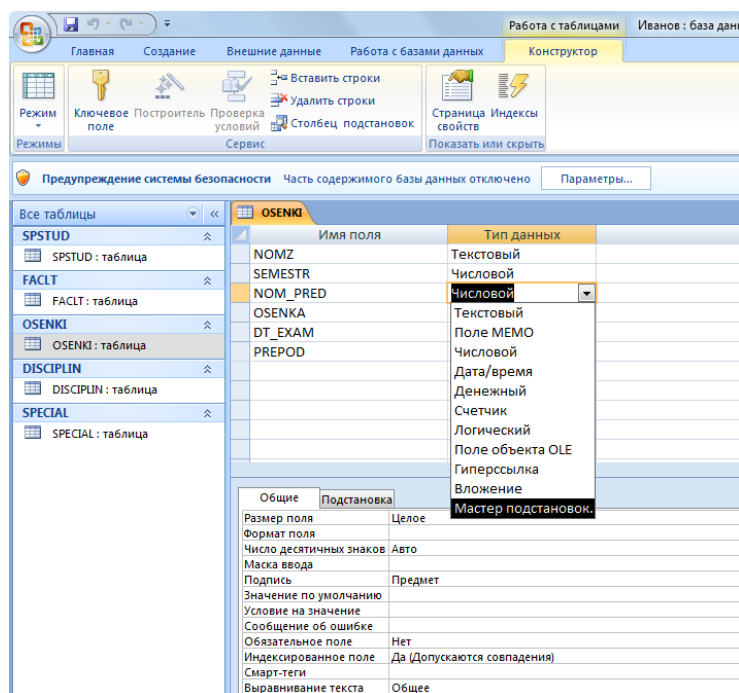 Работа с таблицами Иванов : база дан
Главная Создание Внешние данные Работа с базами данных Конструктор
Режим
Ключевое поле
Построитель
Проверка условий
Вставить строки
Удалить строки
Столбец подстановок
Страница свойств
Индексы
Режимы Сервис Показать или скрыть
Предупреждение системы безопасности Часть содержимого базы данных отключено Параметры...
Все таблицы
SPSTUD
SPSTUD : таблица
FACLT
FACLT : таблица
OSENKI
OSENKI : таблица
DISCIPLIN
DISCIPLIN : таблица
SPECIAL
SPECIAL : таблица
OSENKI
Имя поля Тип данных
NOMZ Текстовый
SEMESTR Числовой
NOM_PRED Числовой
OSENKA
DT_EXAM
PREPOD
Текстовый
Поле МЕМО
Числовой
Дата/время
Денежный
Счетчик
Логический
Поле объекта OLE
Гиперссылка
Вложение
Мастер подстановок.
Общие Подстановка
Размер поля Целое
Формат поля
Число десятичных знаков Авто
Маска ввода
Подпись Предмет
Значение по умолчанию
Условие на значение
Сообщение об ошибке
Обязательное поле Нет
Индексированное поле Да (Допускаются совпадения)
Смарт-теги
Выравнивание текста Общее